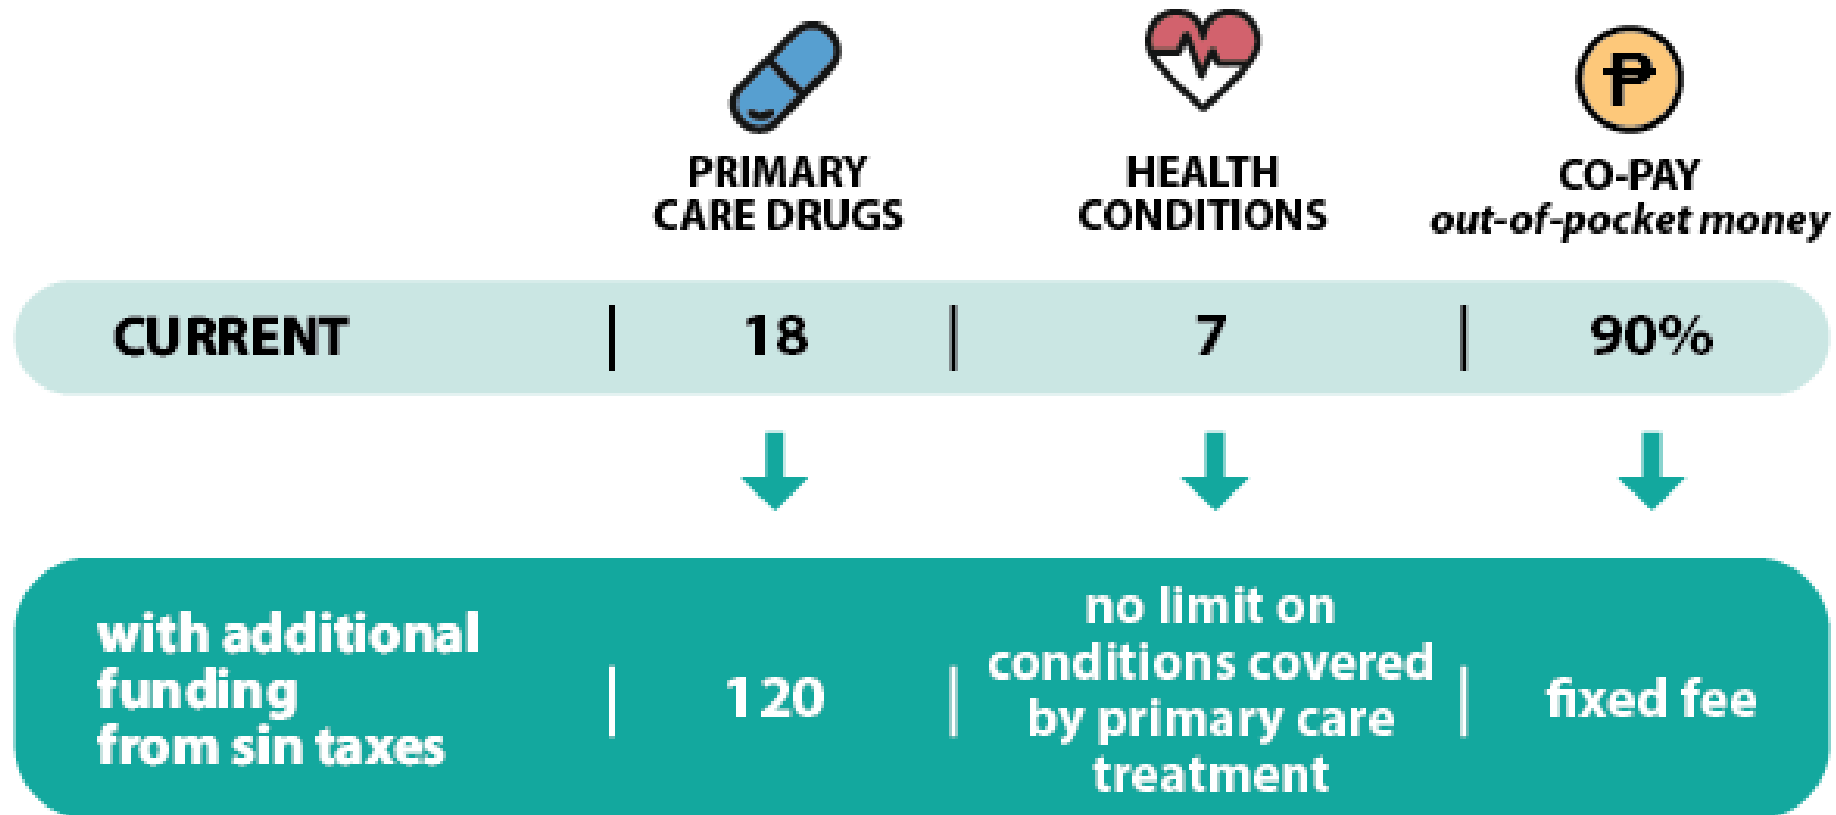 PRIMARY
CARE DRUGS
HEALTH
CONDITIONS
CO-PAY
out-of-pocket money
CURRENT | 18 | 7 | 90%
with additional
funding
from sin taxes
120
no limit on
conditions covered
by primary care
treatment
fixed fee